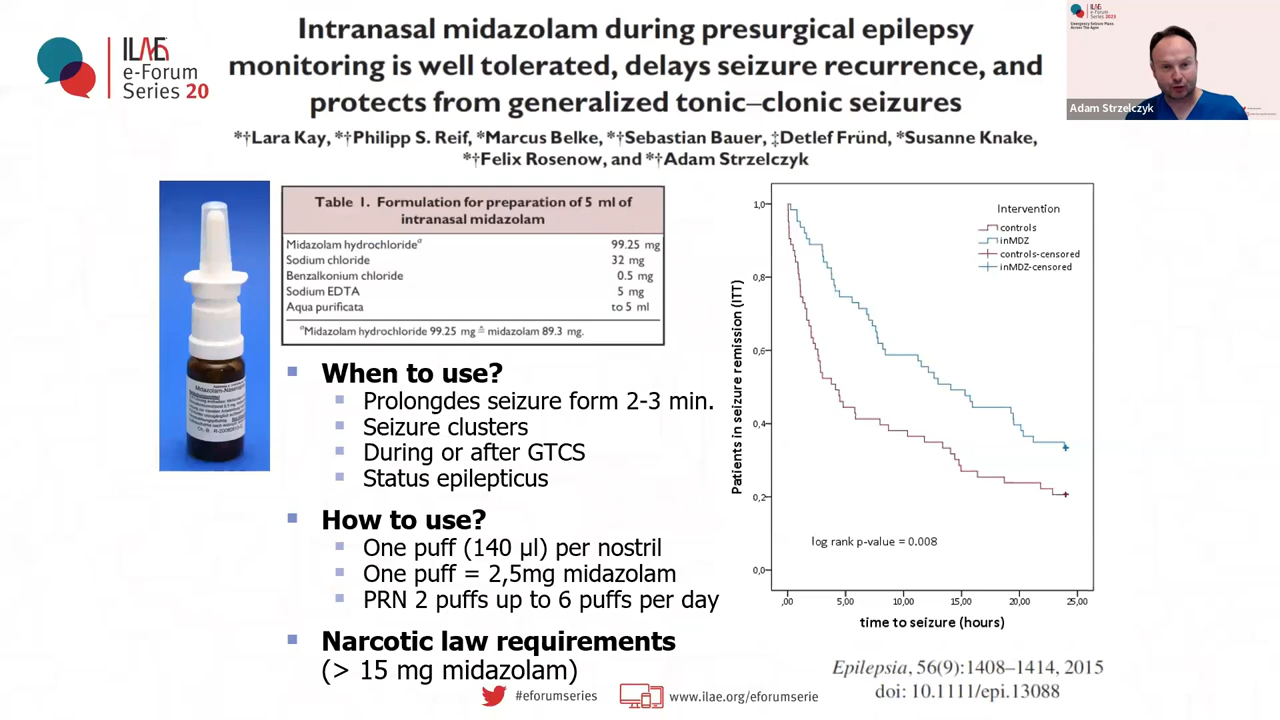 Intranasal midazolam during presurgical epilepsy
monitoring is well tolerated, delays seizure recurrence, and
protects from generalized tonic–clonic seizures
*†Lara Kay, *†Philipp S. Reif, *Marcus Belke, *†Sebastian Bauer, ‡Detlef Fründ, *Susanne Knake,
*†Felix Rosenow, and *†Adam Strzelczyk
ILAE
e-Forum
Series 20
ILAE
e-Forum
Series 2023
Adam Strzelczyk
Table 1. Formulation for preparation of 5 ml of
intranasal midazolam
Midazolam hydrochlorideᵃ 99.25 mg
Sodium chloride 32 mg
Benzalkonium chloride 0.5 mg
Sodium EDTA 5 mg
Aqua purificata to 5 ml
ᵃMidazolam hydrochloride 99.25 mg ≙ midazolam 89.3 mg.
When to use?
Prolongdes seizure form 2-3 min.
Seizure clusters
During or after GTCS
Status epilepticus
How to use?
One puff (140 µl) per nostril
One puff = 2,5mg midazolam
PRN 2 puffs up to 6 puffs per day
Narcotic law requirements
(> 15 mg midazolam)
Intervention
controls
inMDZ
controls-censored
inMDZ-censored
Patients in seizure remission (ITT)
1,0
0,8
0,6
0,4
0,2
0,0
log rank p-value = 0.008
,00 5,00 10,00 15,00 20,00 25,00
time to seizure (hours)
Epilepsia, 56(9):1408–1414, 2015
doi: 10.1111/epi.13088
#eforumseries
www.ilae.org/eforumserie